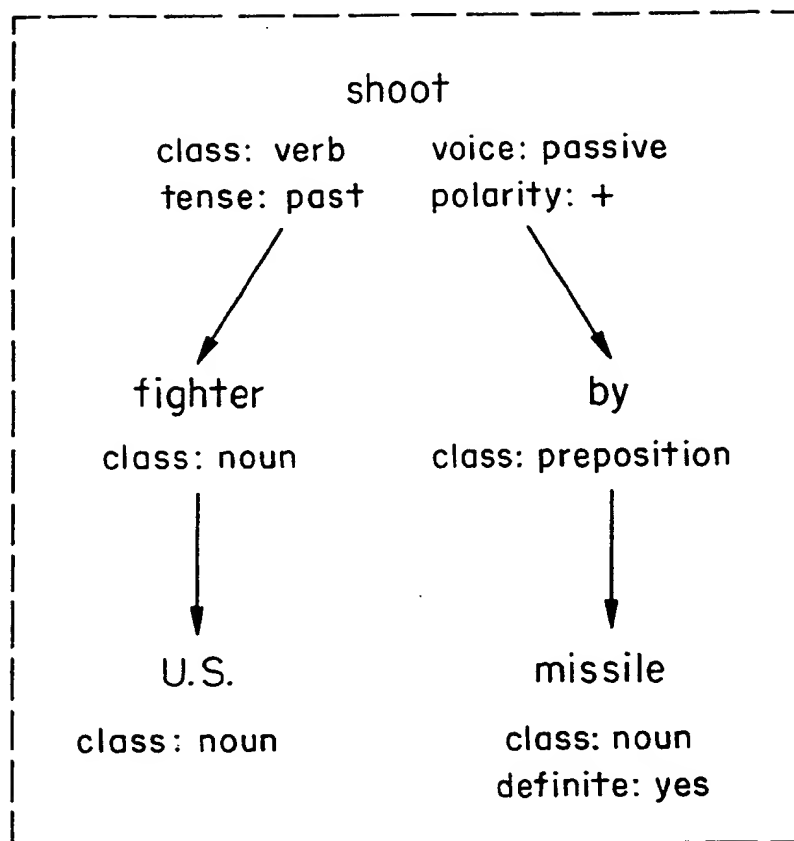 shoot
class: verb voice: passive
tense: past polarity: +
fighter by
class: noun class: preposition
U.S. missile
class: noun class: noun
definite: yes